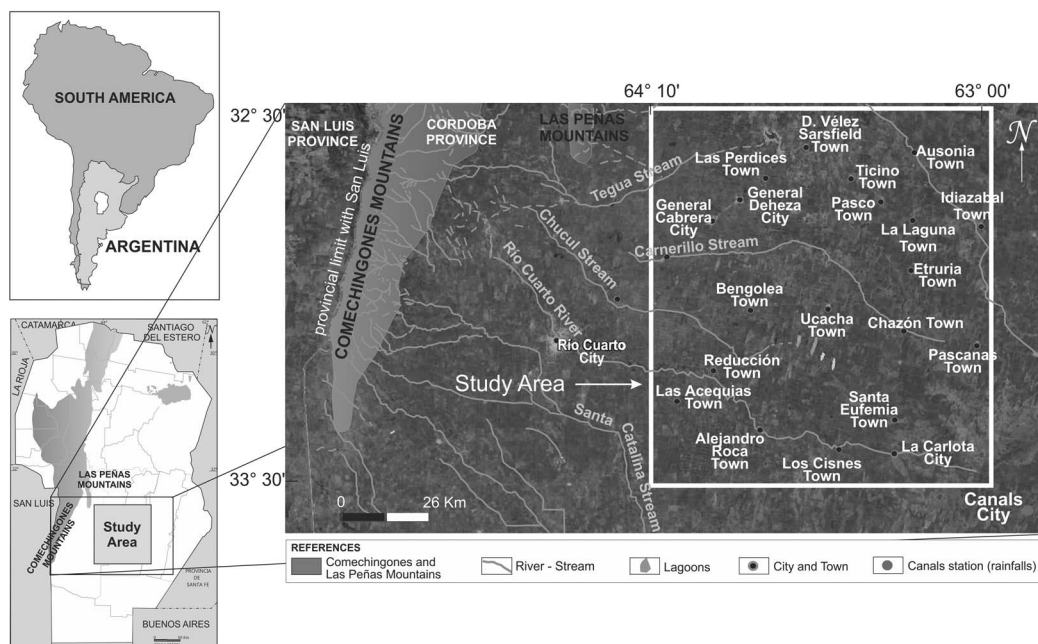 SOUTH AMERICA
ARGENTINA
CATAMARCA
SANTIAGO
DEL ESTERO
LA RIOJA
LAS PEÑAS
MOUNTAINS
SAN LUIS
COMECHINGONES
MOUNTAINS
Study
Area
PROVINCIA
DE
SANTA FE
BUENOS AIRES
64° 10'
63° 00'
32° 30'
33° 30'
N
SAN LUIS
PROVINCE
CORDOBA
PROVINCE
LAS PEÑAS
MOUNTAINS
provincial limit with San Luis
COMECHINGONES MOUNTAINS
Tegua Stream
Chucul Stream
Río Cuarto River
Carnerillo Stream
Santa
Catalina Stream
Río Cuarto
City
Study Area
D. Vélez
Sarsfield
Town
Las Perdices
Town
Ausonia
Town
Ticino
Town
General
Deheza
City
General
Cabrera
City
Pasco
Town
Idiazabal
Town
La Laguna
Town
Etruria
Town
Bengolea
Town
Ucacha
Town
Chazón Town
Pascanas
Town
Reducción
Town
Las Acequias
Town
Santa
Eufemia
Town
Alejandro
Roca
Town
Los Cisnes
Town
La Carlota
City
Canals
City
0 26 Km
REFERENCES
Comechingones and
Las Peñas Mountains
River - Stream
Lagoons
City and Town
Canals station (rainfalls)